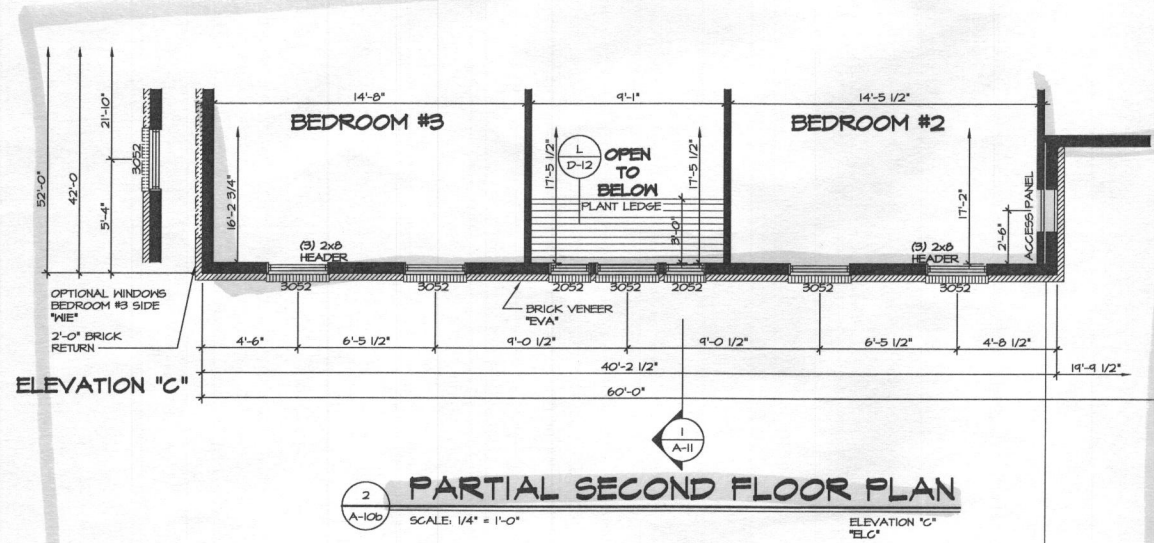 14'-8"
9'-1"
14'-5 1/2"
BEDROOM #3
BEDROOM #2
OPEN
TO
BELOW
PLANT LEDGE
L
D-12
52'-0"
42'-0
21'-10"
5'-4"
3052
16'-2 3/4"
17'-5 1/2"
17'-5 1/2"
3'-0"
17'-2"
2'-6"
ACCESS PANEL
(3) 2x8
HEADER
(3) 2x8
HEADER
3052
3052
2052
3052
2052
3052
3052
OPTIONAL WINDOWS
BEDROOM #3 SIDE
"WIE"
2'-0" BRICK
RETURN
BRICK VENEER
"EVA"
4'-6"
6'-5 1/2"
9'-0 1/2"
9'-0 1/2"
6'-5 1/2"
4'-8 1/2"
40'-2 1/2"
19'-9 1/2"
60'-0"
ELEVATION "C"
1
A-11
2
A-10b
PARTIAL SECOND FLOOR PLAN
SCALE: 1/4" = 1'-0"
ELEVATION "C"
"ELC"